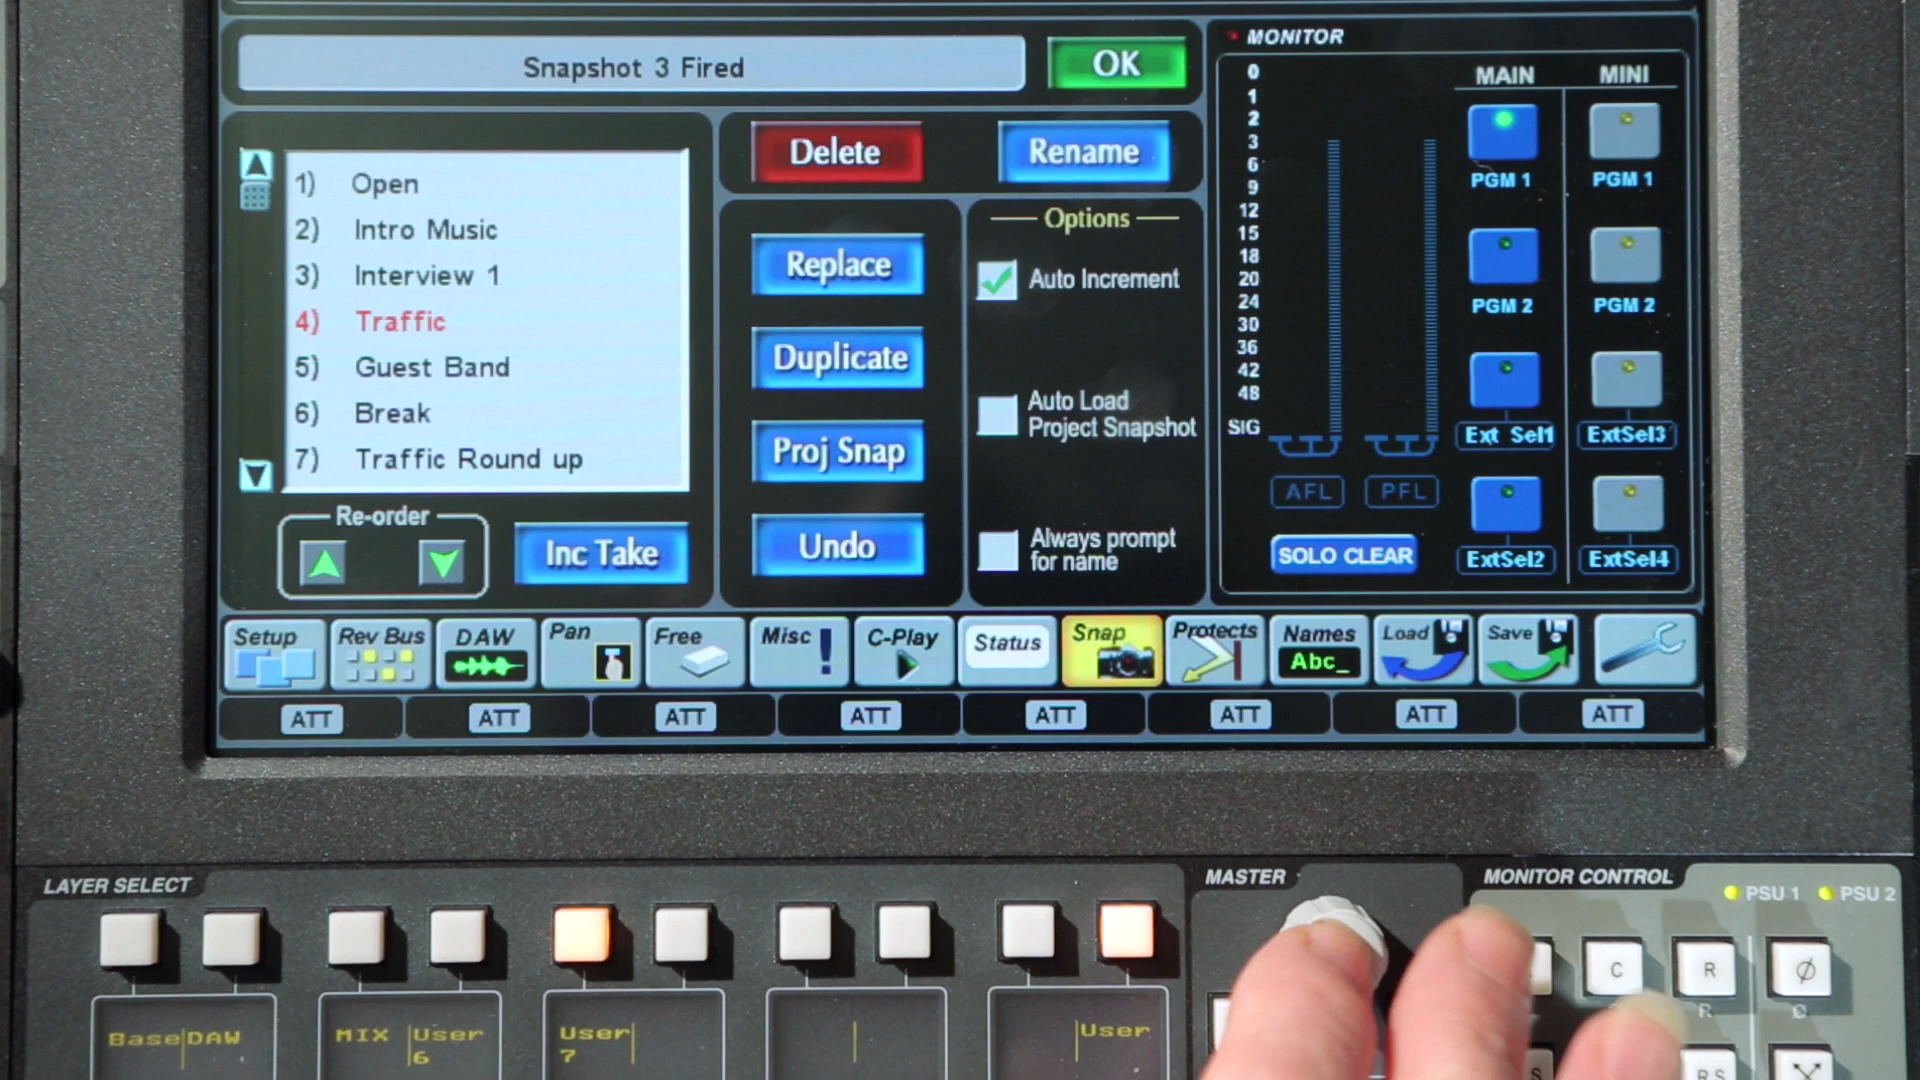 Snapshot 3 Fired
OK
1) Open
2) Intro Music
3) Interview 1
4) Traffic
5) Guest Band
6) Break
7) Traffic Round up
Re-order
Inc Take
Delete
Rename
Replace
Duplicate
Proj Snap
Undo
Options
Auto Increment
Auto Load
Project Snapshot
Always prompt
for name
MONITOR
0
1
2
3
6
9
12
15
18
20
24
30
36
42
48
SIG
AFL PFL
SOLO CLEAR
MAIN MINI
PGM 1 PGM 1
PGM 2 PGM 2
Ext Sel1 ExtSel3
ExtSel2 ExtSel4
Setup Rev Bus DAW Pan Free Misc ! C-Play Status Snap Protects Names Load Save
Abc_
ATT ATT ATT ATT ATT ATT ATT ATT
LAYER SELECT
MASTER
MONITOR CONTROL
PSU 1 PSU 2
C R Ø
R Ø
Base DAW
MIX User
6
User
7
User
S RS